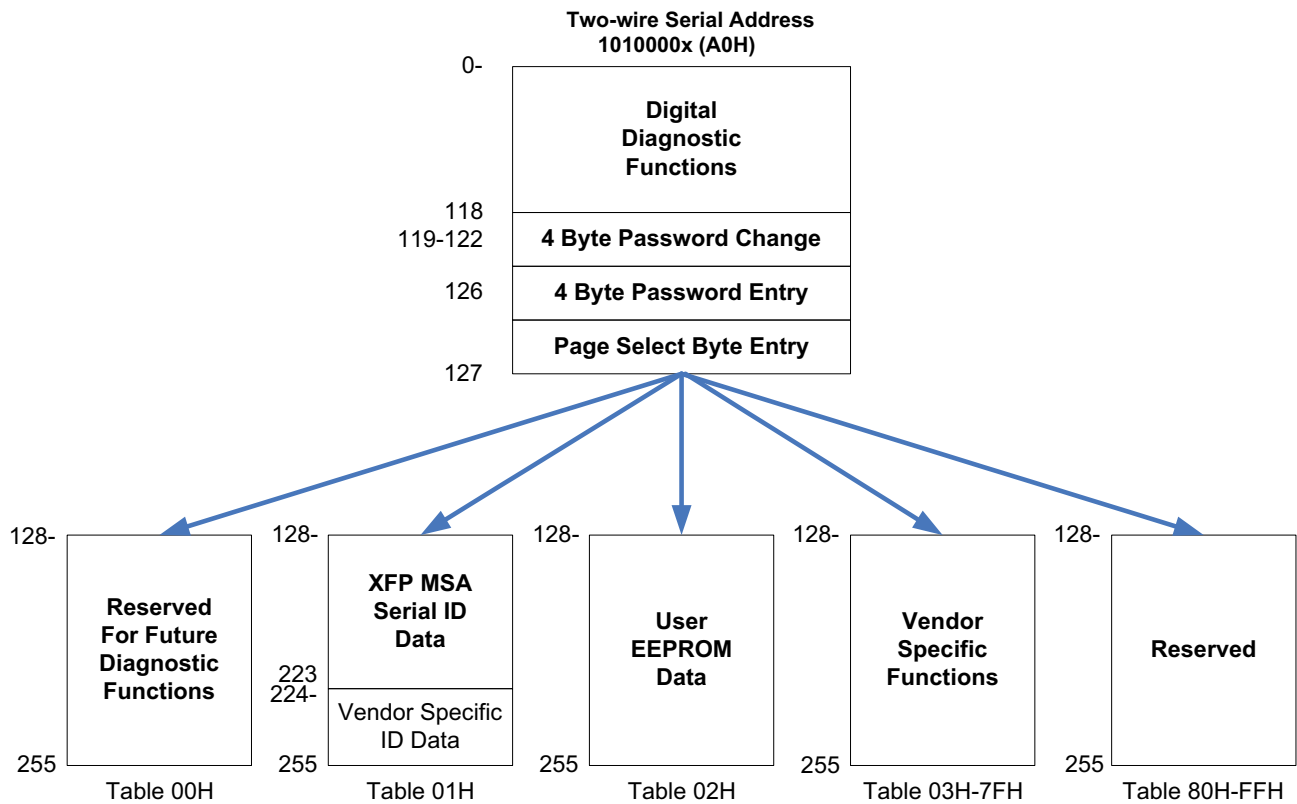 Two-wire Serial Address
1010000x (A0H)
0-
Digital
Diagnostic
Functions
118
119-122
4 Byte Password Change
126
4 Byte Password Entry
Page Select Byte Entry
127
128-
Reserved
For Future
Diagnostic
Functions
255
Table 00H
128-
XFP MSA
Serial ID
Data
223
224-
Vendor Specific
ID Data
255
Table 01H
128-
User
EEPROM
Data
255
Table 02H
128-
Vendor
Specific
Functions
255
Table 03H-7FH
128-
Reserved
255
Table 80H-FFH